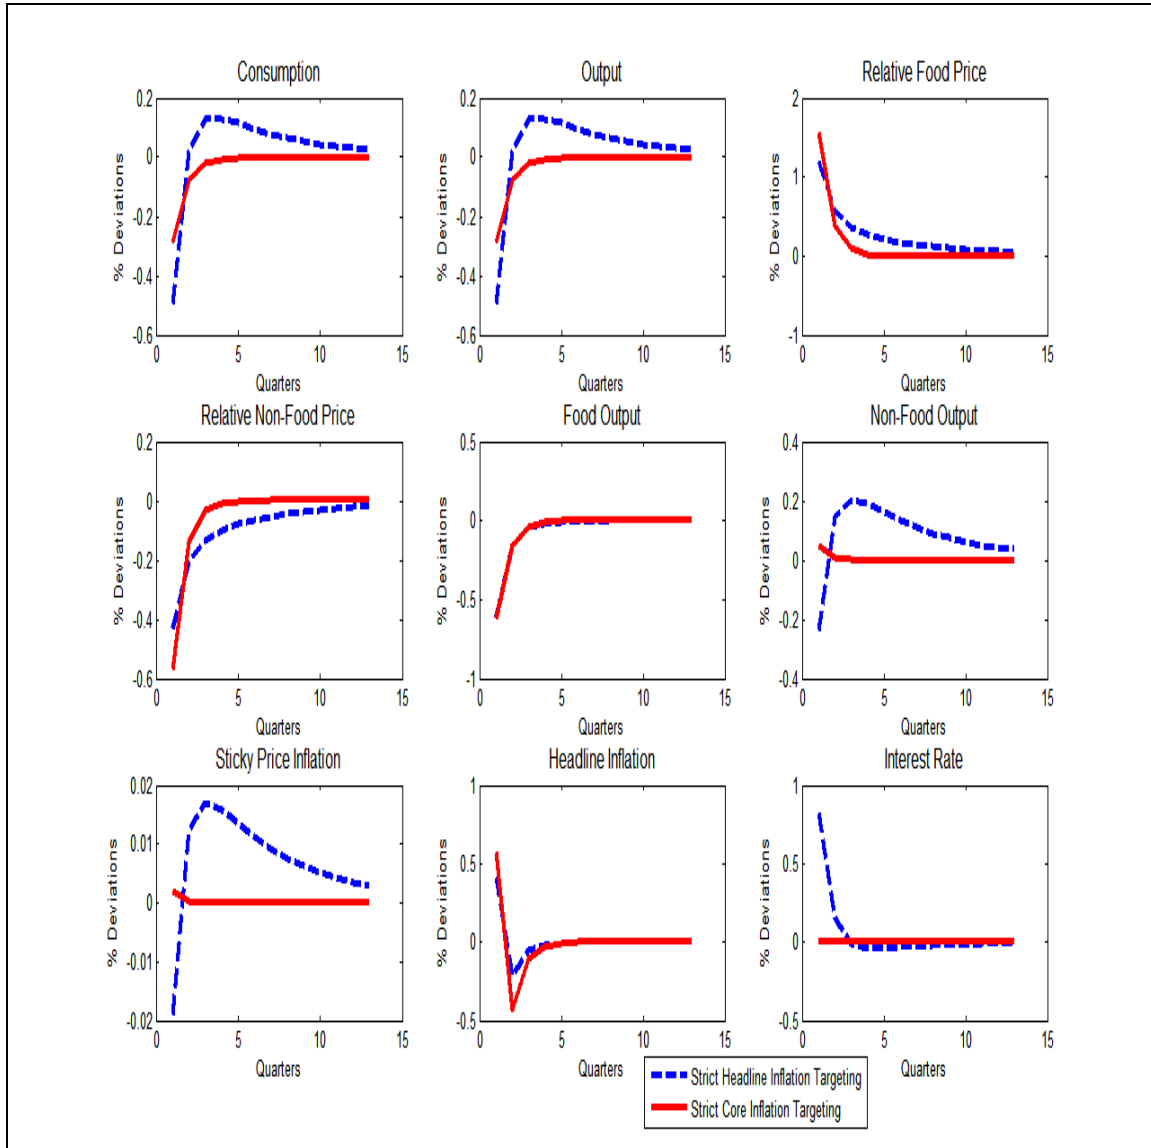 Consumption
% Deviations
0.2
0
-0.2
-0.4
-0.6
0 5 10 15
Quarters
Output
% Deviations
0.2
0
-0.2
-0.4
-0.6
0 5 10 15
Quarters
Relative Food Price
% Deviations
2
1
0
-1
0 5 10 15
Quarters
Relative Non-Food Price
% Deviations
0.2
0
-0.2
-0.4
-0.6
0 5 10 15
Quarters
Food Output
% Deviations
0.5
0
-0.5
-1
0 5 10 15
Quarters
Non-Food Output
% Deviations
0.4
0.2
0
-0.2
-0.4
0 5 10 15
Quarters
Sticky Price Inflation
% Deviations
0.02
0.01
0
-0.01
-0.02
0 5 10 15
Quarters
Headline Inflation
% Deviations
1
0.5
0
-0.5
0 5 10 15
Quarters
Interest Rate
% Deviations
1
0.5
0
-0.5
0 5 10 15
Quarters
Strict Headline Inflation Targeting
Strict Core Inflation Targeting